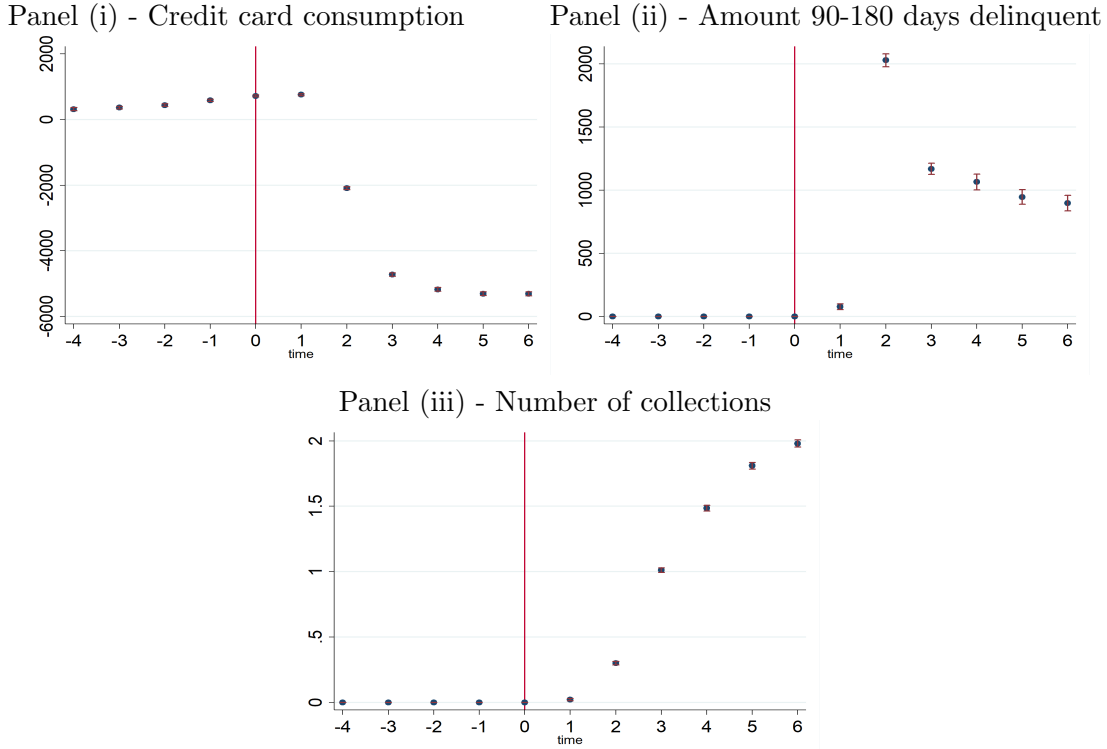 Panel (i) - Credit card consumption
2000
0
-2000
-4000
-6000
-4 -3 -2 -1 0 1 2 3 4 5 6
time
Panel (ii) - Amount 90-180 days delinquent
2000
1500
1000
500
0
-4 -3 -2 -1 0 1 2 3 4 5 6
time
Panel (iii) - Number of collections
2
1.5
1
.5
0
-4 -3 -2 -1 0 1 2 3 4 5 6
time